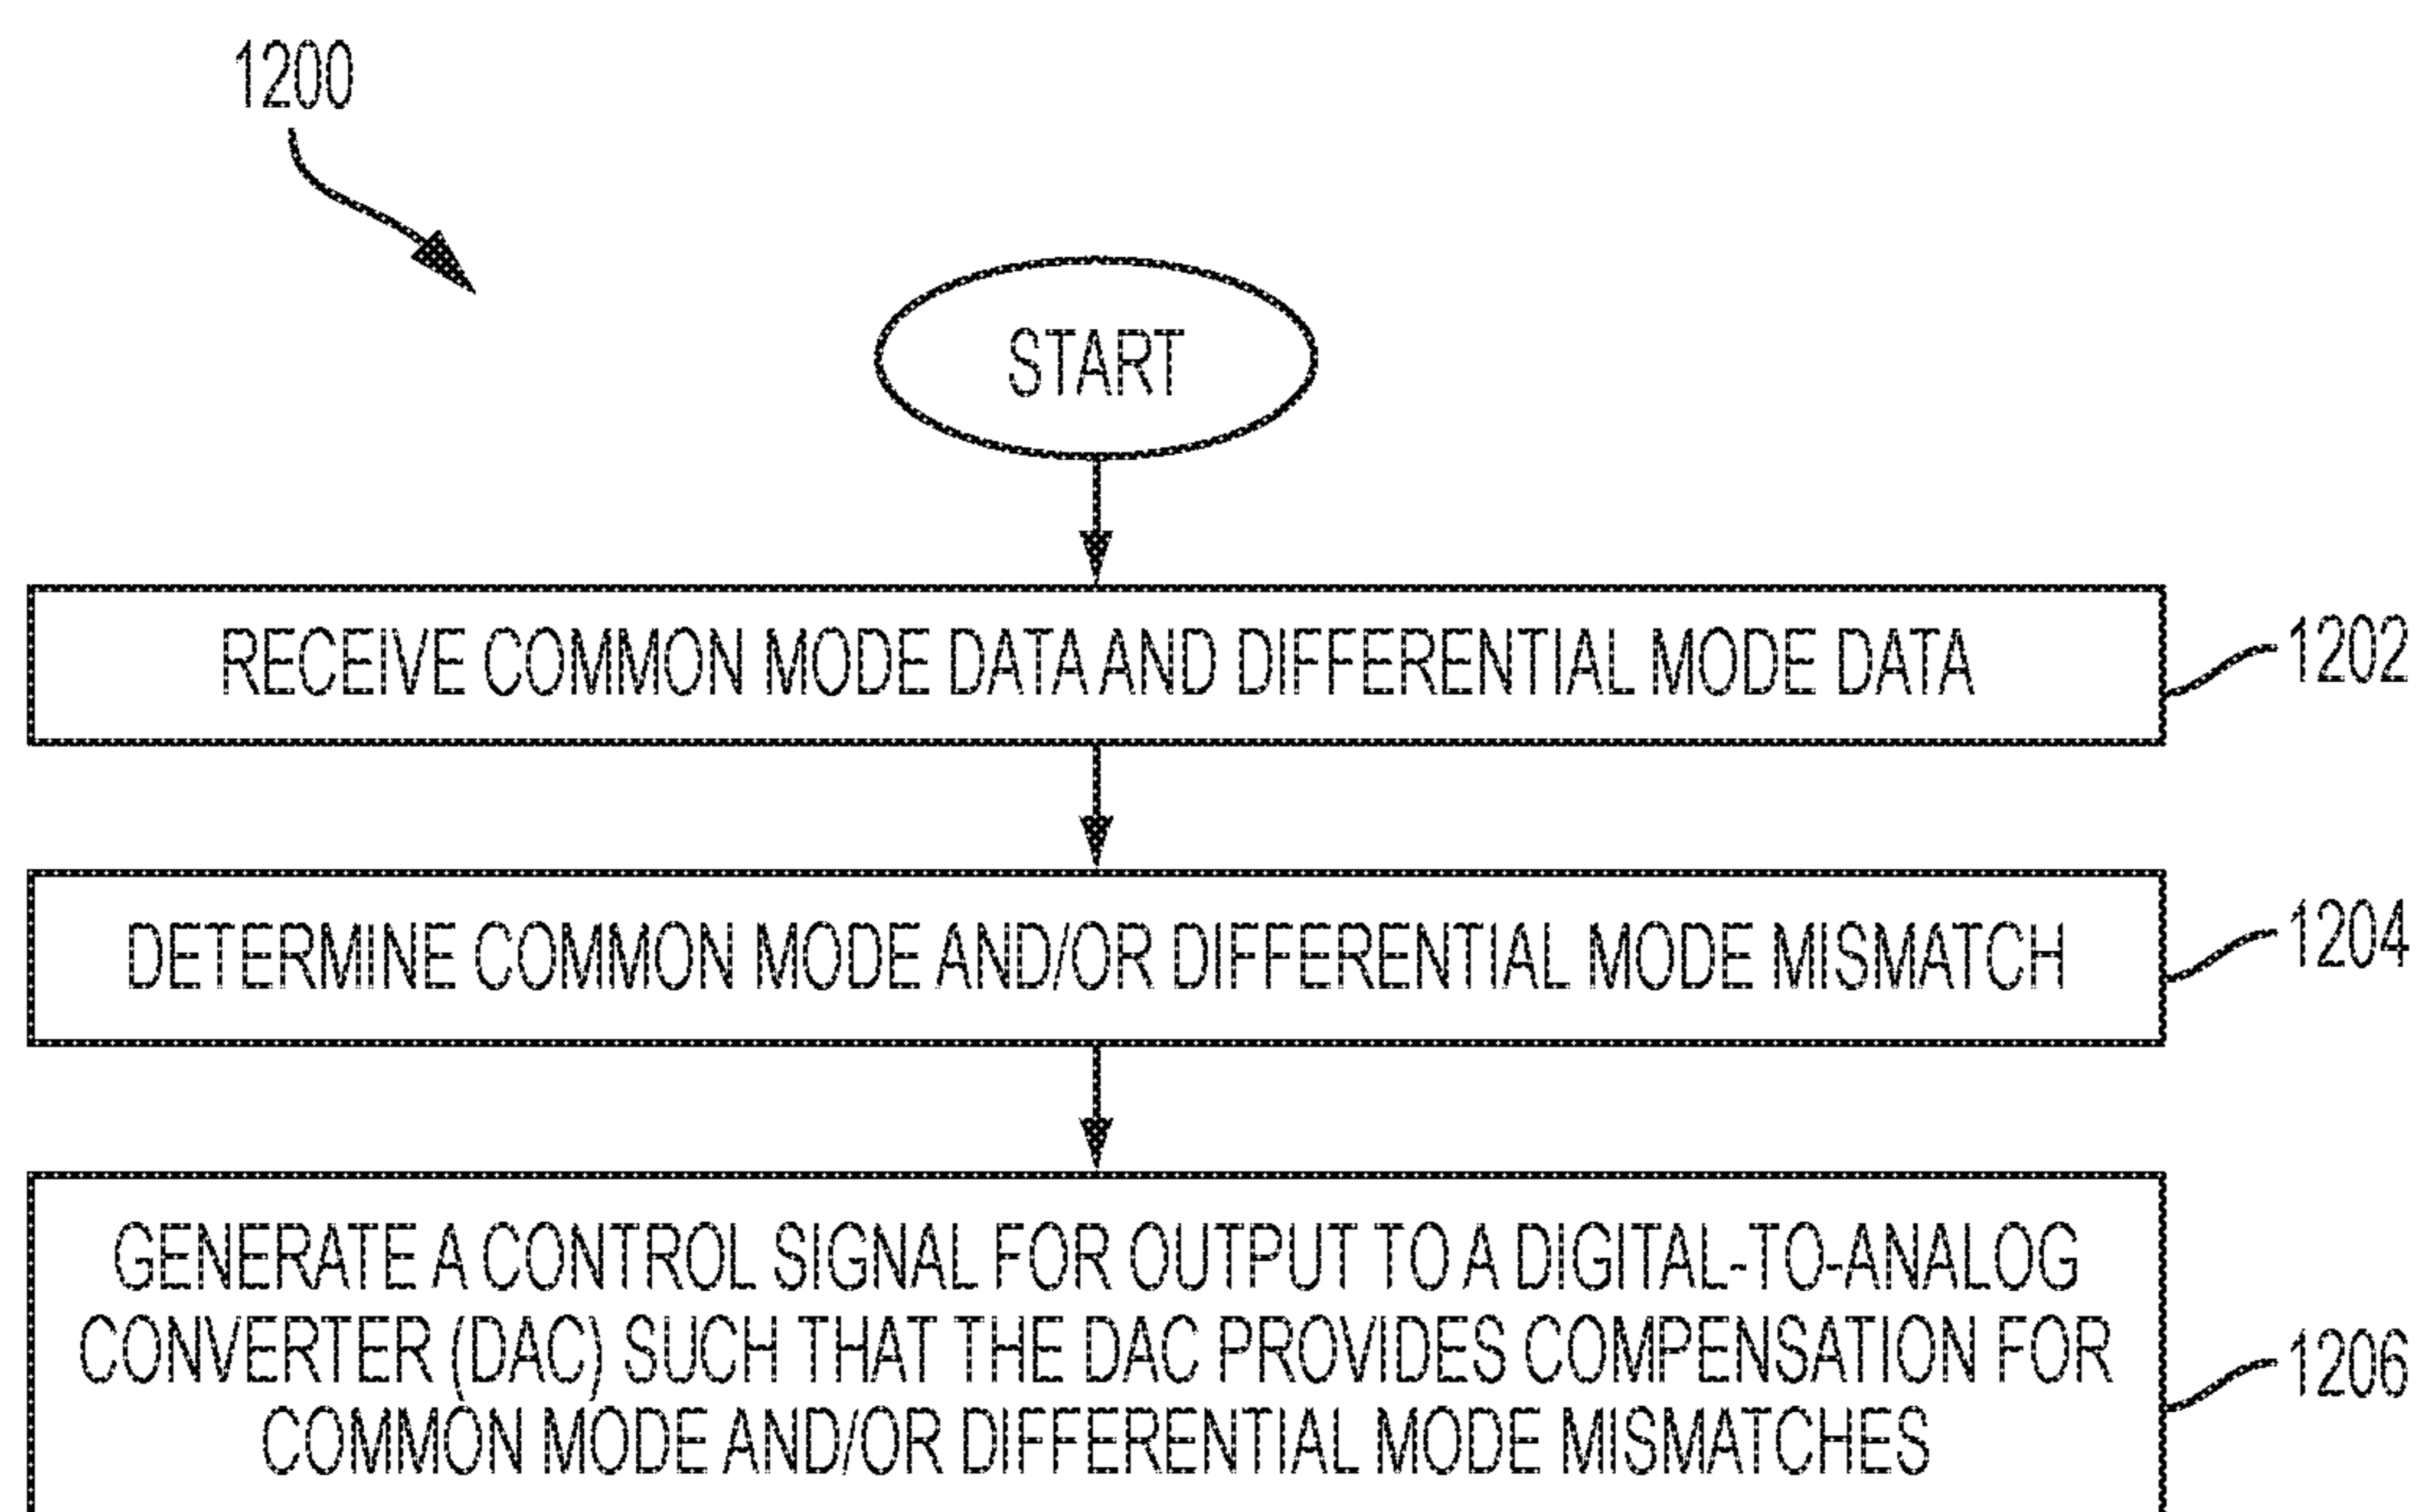 1200
START
RECEIVE COMMON MODE DATA AND DIFFERENTIAL MODE DATA
1202
DETERMINE COMMON MODE AND/OR DIFFERENTIAL MODE MISMATCH
1204
GENERATE A CONTROL SIGNAL FOR OUTPUT TO A DIGITAL-TO-ANALOG
CONVERTER (DAC) SUCH THAT THE DAC PROVIDES COMPENSATION FOR
COMMON MODE AND/OR DIFFERENTIAL MODE MISMATCHES
1206